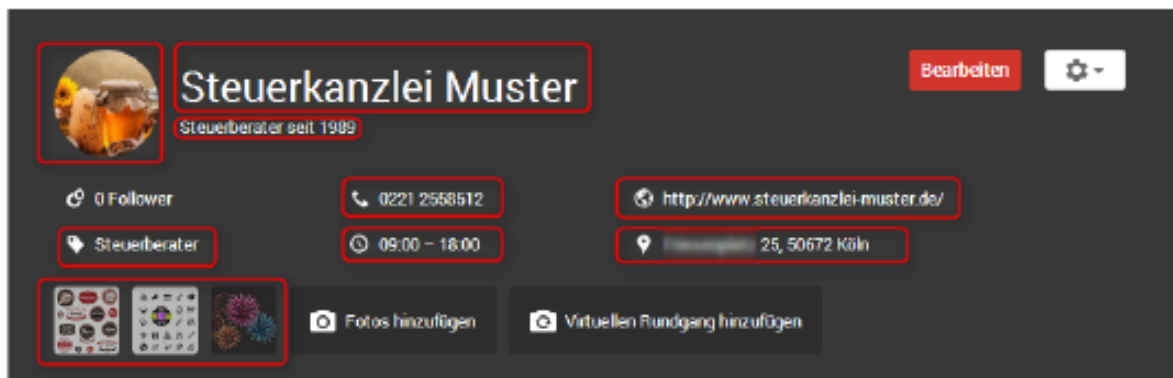 Steuerkanzlei Muster
Bearbeiten
Steuerberater seit 1989
0 Follower
0221 2558512
http://www.steuerkanzlei-muster.de/
Steuerberater
09:00 – 18:00
25, 50672 Köln
Fotos hinzufügen
Virtuellen Rundgang hinzufügen